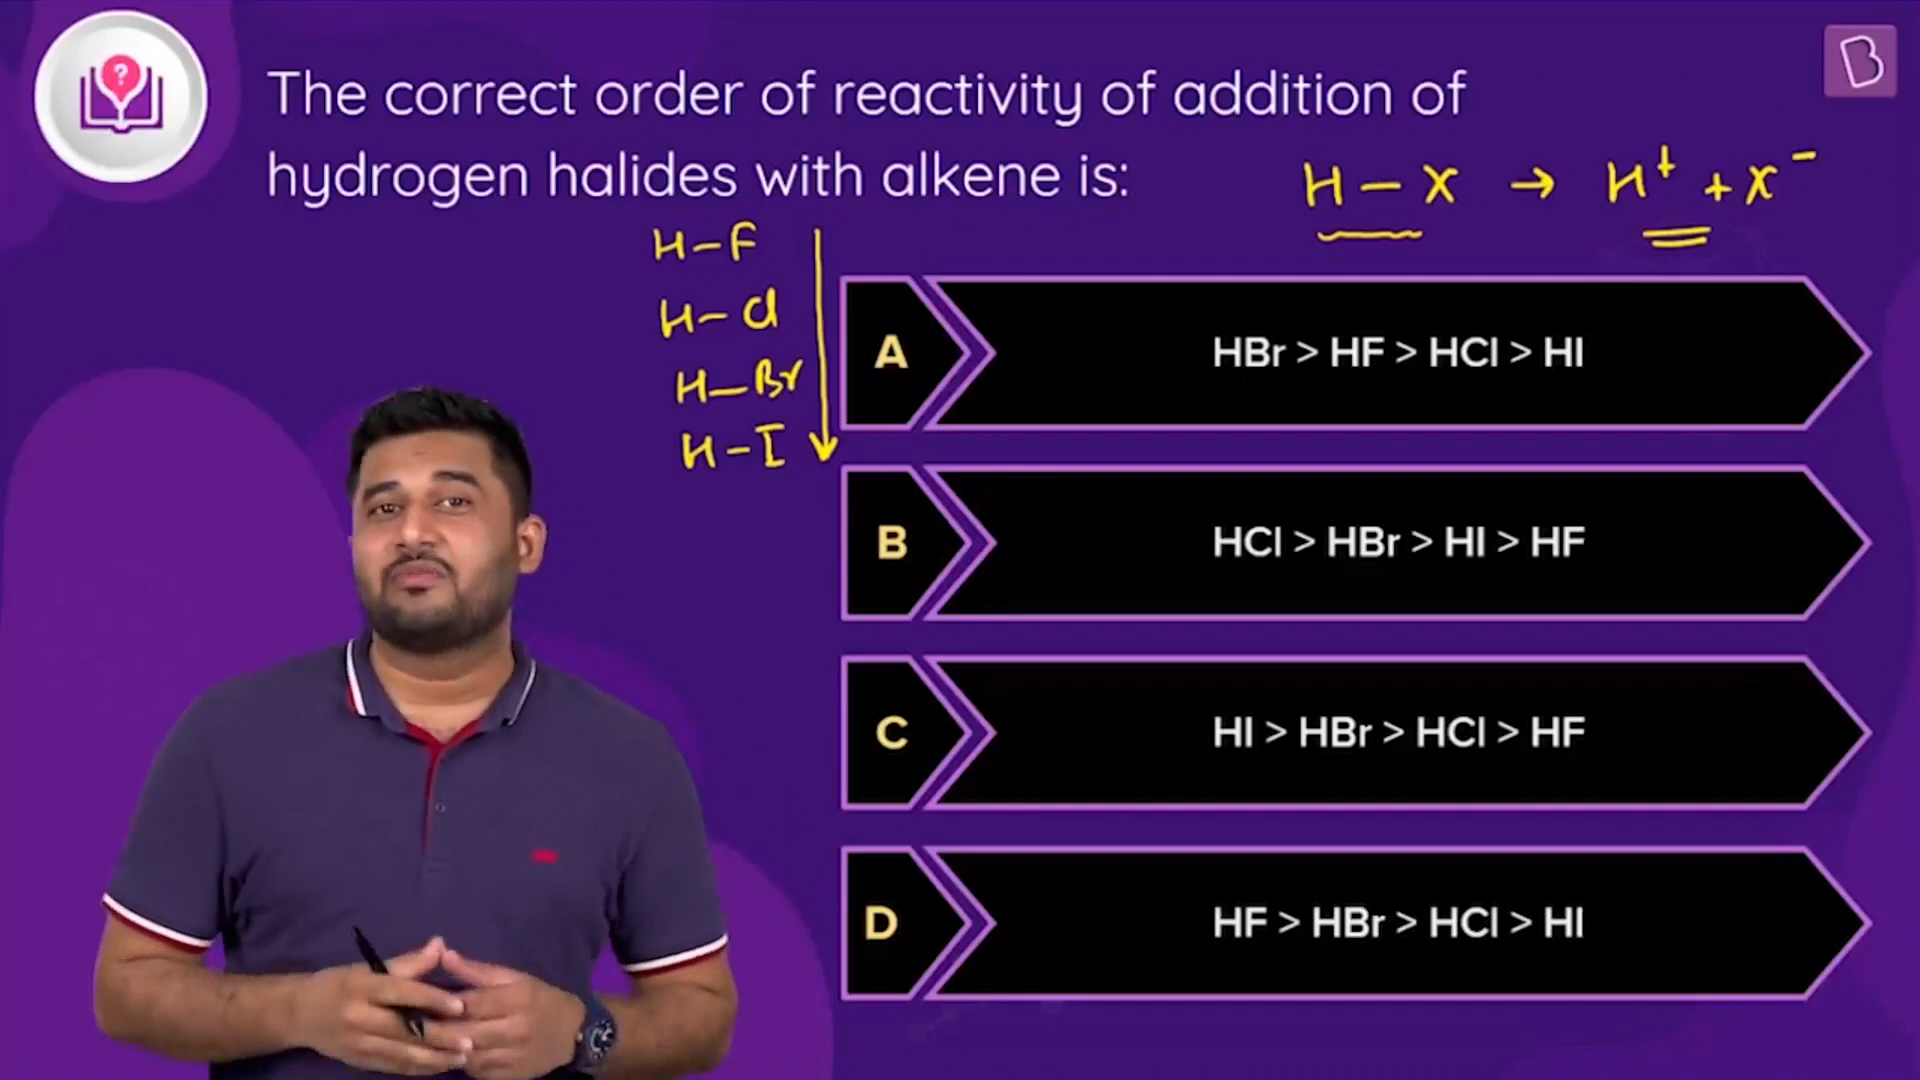 ?
B
The correct order of reactivity of addition of
hydrogen halides with alkene is:
H – X → H⁺ + X⁻
H–F
H–Cl
H–Br
H–I
A HBr > HF > HCl > HI
B HCl > HBr > HI > HF
C HI > HBr > HCl > HF
D HF > HBr > HCl > HI